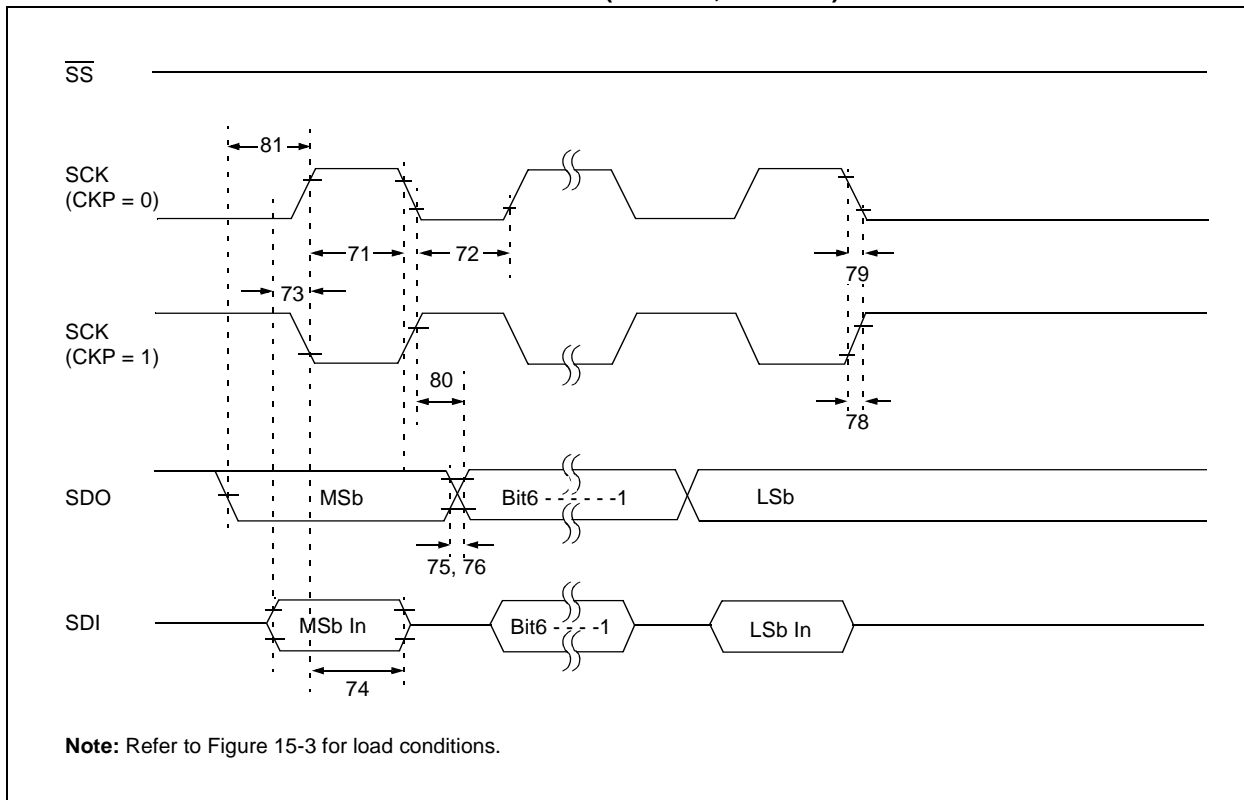 SS
81
SCK
(CKP = 0)
71
72
79
73
SCK
(CKP = 1)
80
78
SDO
MSb
Bit6 - - - - - -1
LSb
75, 76
SDI
MSb In
Bit6 - - - -1
LSb In
74
Note: Refer to Figure 15-3 for load conditions.